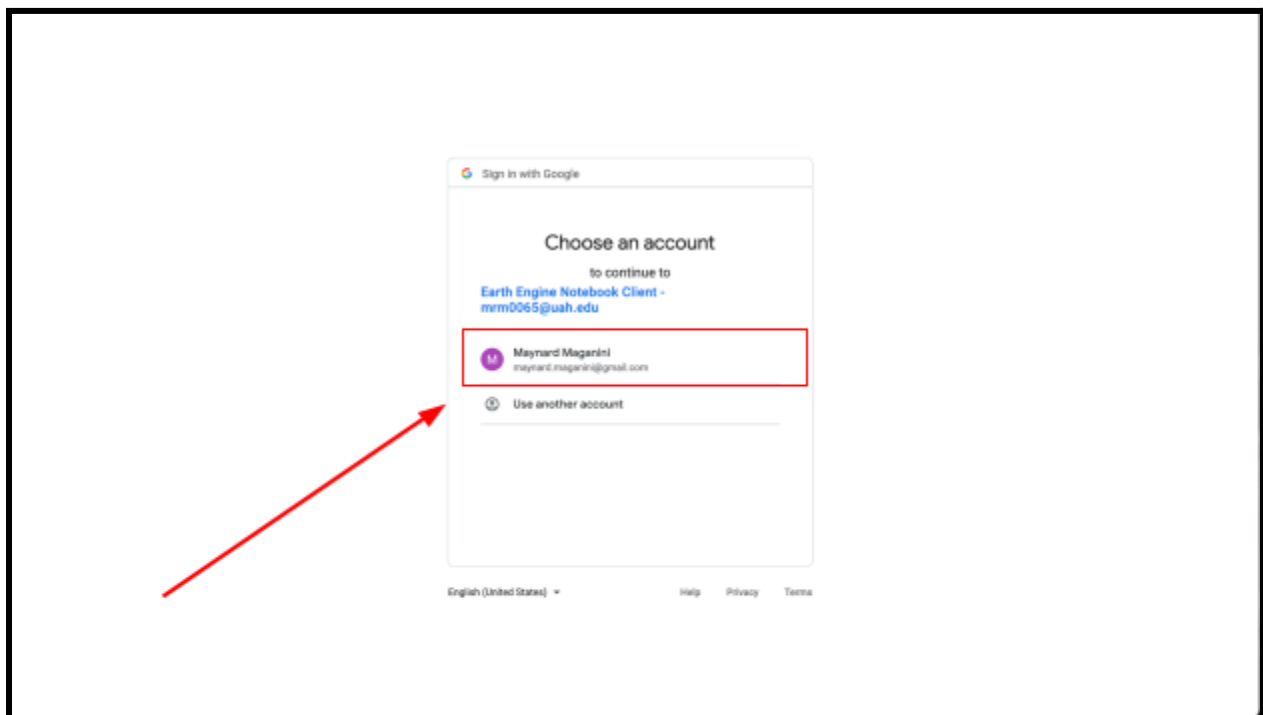 Sign in with Google
Choose an account
to continue to
Earth Engine Notebook Client -
mrm0065@uah.edu
M
Maynard Maganini
maynard.maganini@gmail.com
Use another account
English (United States)
Help Privacy Terms